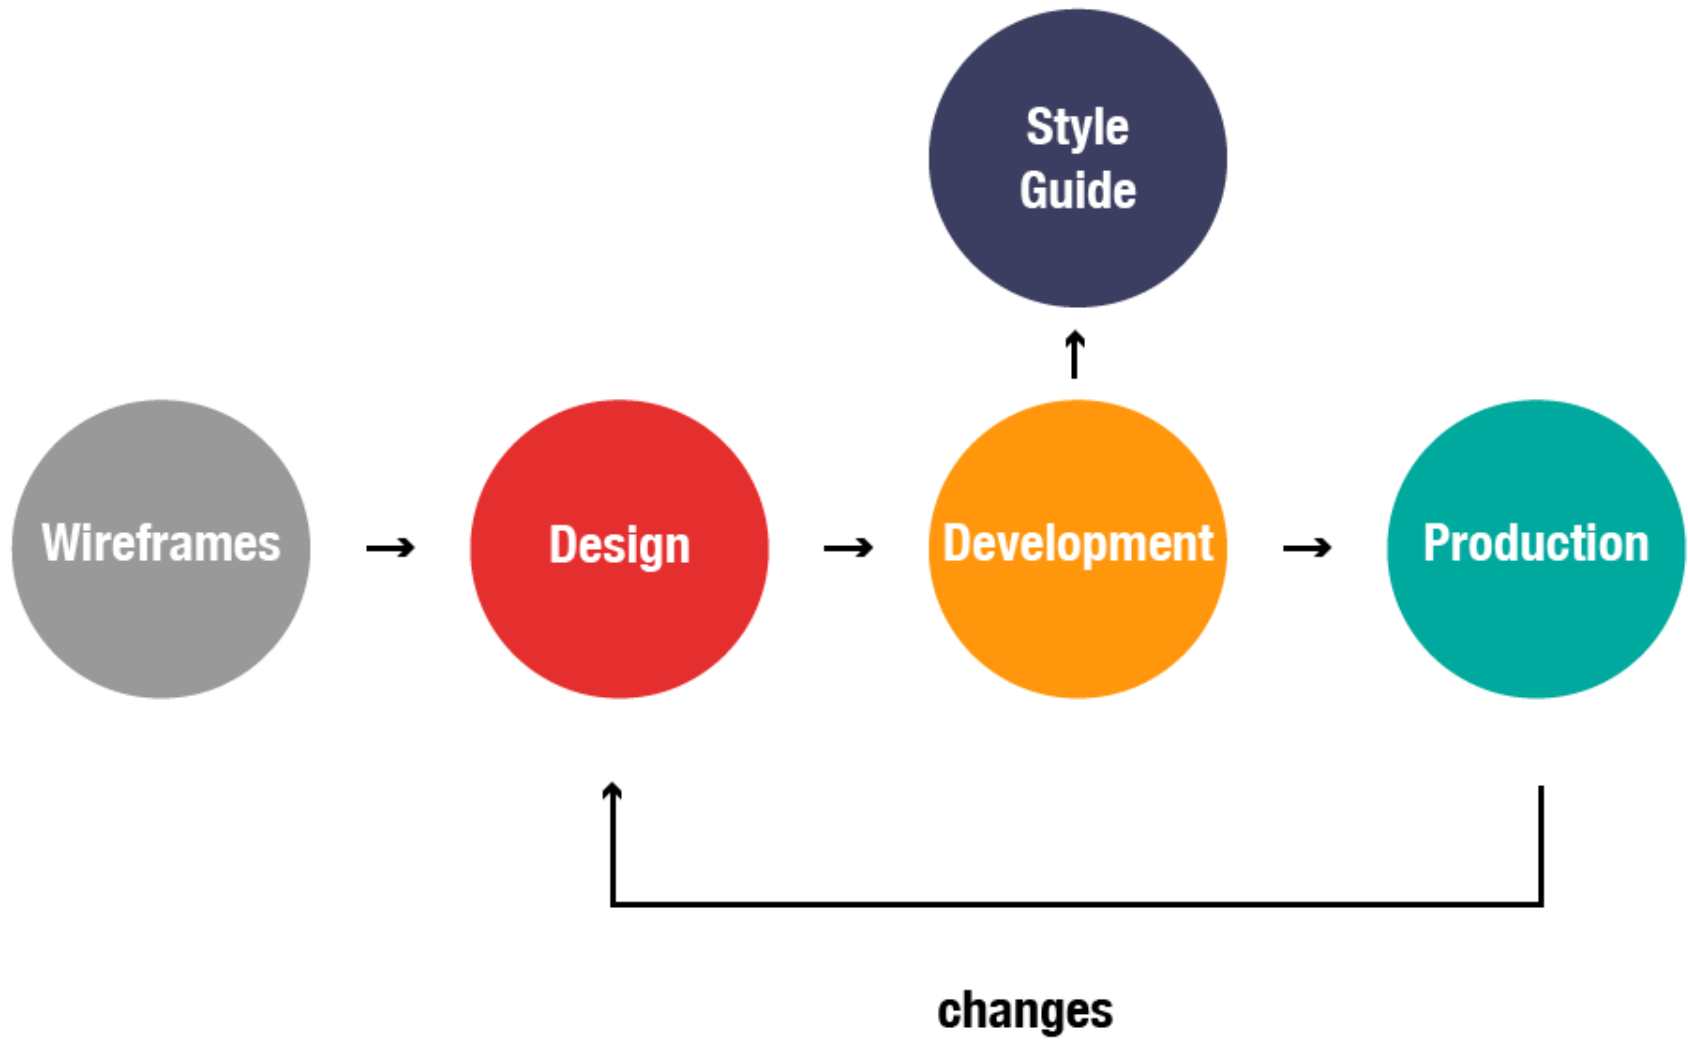 Style
Guide
Wireframes
Design
Development
Production
changes